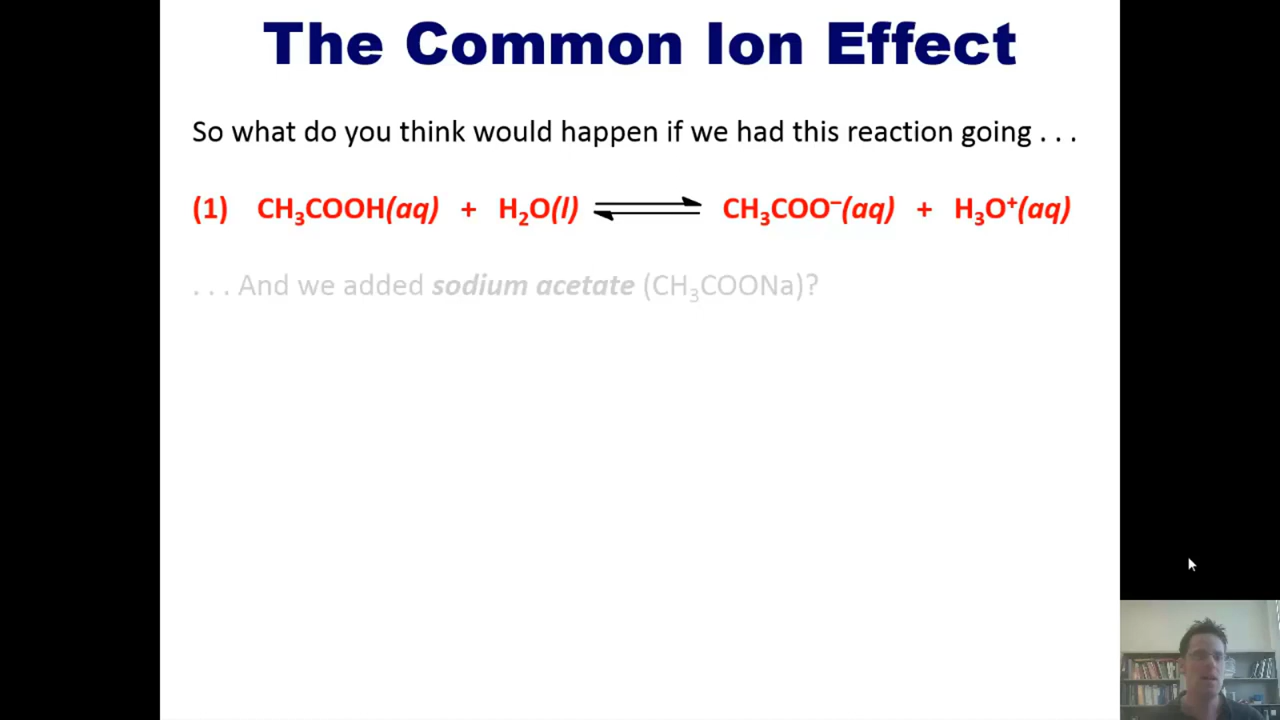 The Common Ion Effect
So what do you think would happen if we had this reaction going . . .
(1) CH₃COOH(aq) + H₂O(l) ⇌ CH₃COO⁻(aq) + H₃O⁺(aq)
. . . And we added sodium acetate (CH₃COONa)?